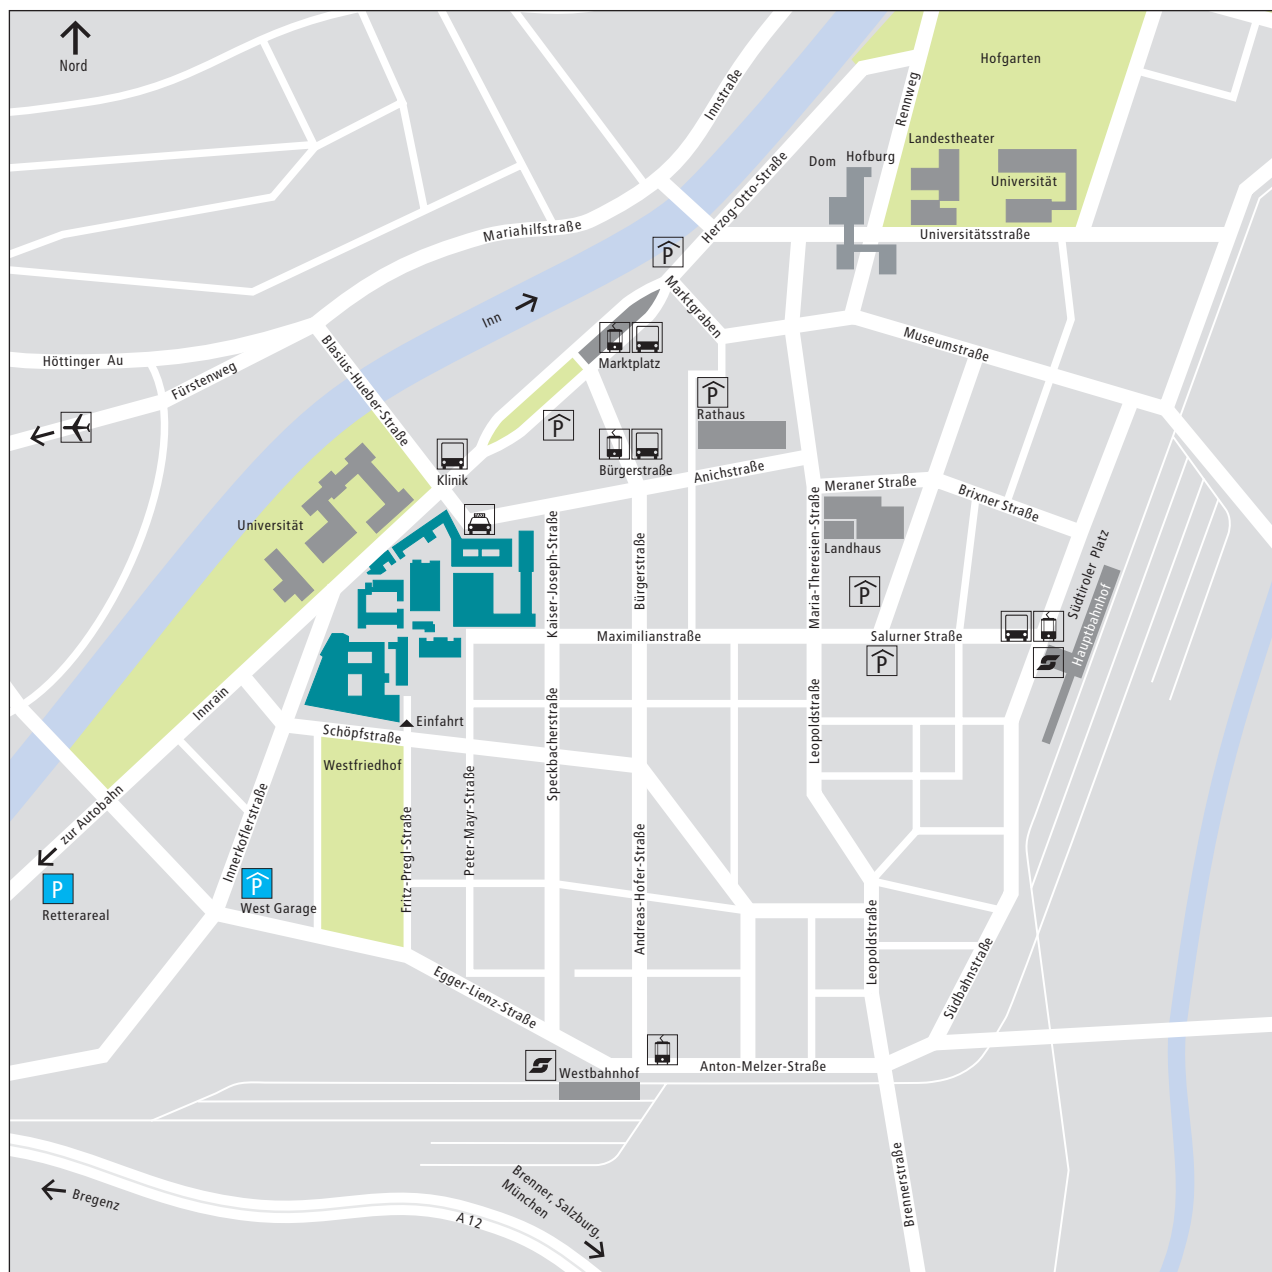 Nord
Hofgarten
Innstraße
Rennweg
Landestheater
Dom
Hofburg
Universität
Herzog-Otto-Straße
Universitätsstraße
Mariahilfstraße
P
Marktgraben
Inn
Museumstraße
Höttinger Au
Fürstenweg
Blasius-Hueber-Straße
Marktplatz
P
Rathaus
P
Klinik
Bürgerstraße
Anichstraße
Meraner Straße
Brixner Straße
Universität
TAXI
Kaiser-Joseph-Straße
Bürgerstraße
Maria-Theresien-Straße
Landhaus
P
Südtiroler Platz
Hauptbahnhof
Maximilianstraße
Salurner Straße
P
Innrain
Einfahrt
Schöpfstraße
Westfriedhof
Speckbacherstraße
Leopoldstraße
zur Autobahn
Innerkoflerstraße
Fritz-Pregl-Straße
Peter-Mayr-Straße
Andreas-Hofer-Straße
P
Retterareal
P
West Garage
Leopoldstraße
Südbahnstraße
Egger-Lienz-Straße
Westbahnhof
Anton-Melzer-Straße
Brennerstraße
Bregenz
A 12
Brenner, Salzburg,
München